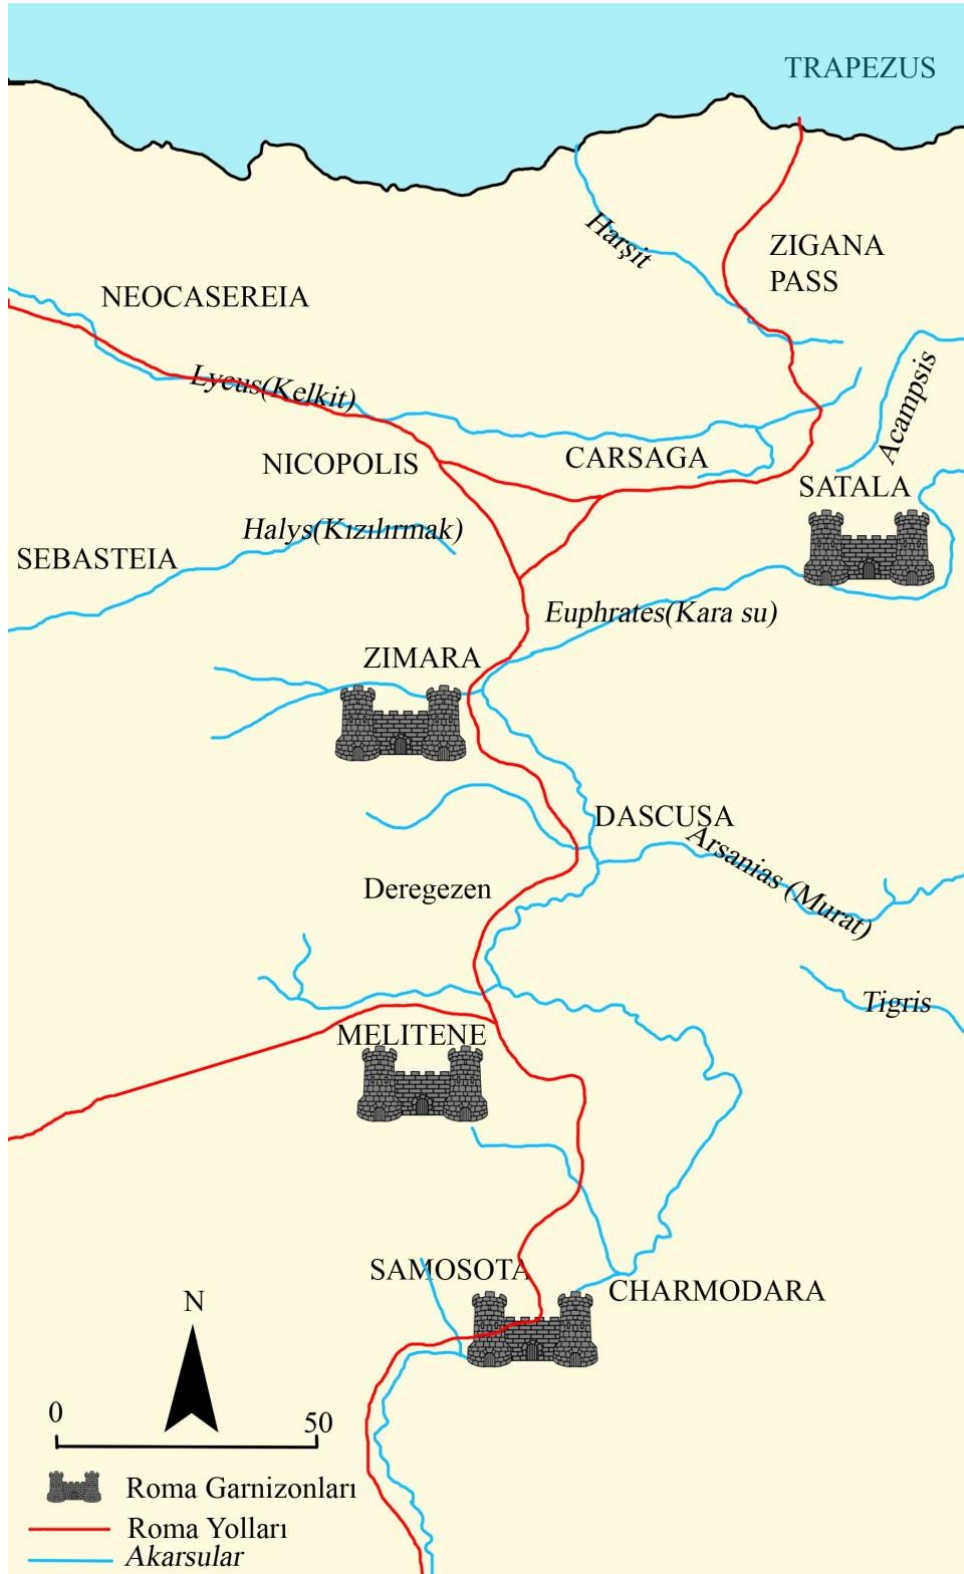 TRAPEZUS
Harşit
ZIGANA
PASS
NEOCASEREIA
Lycus(Kelkit)
Acampsis
NICOPOLIS
CARSAGA
SATALA
Halys(Kızılırmak)
SEBASTEIA
Euphrates(Kara su)
ZIMARA
DASCUSA
Arsanias (Murat)
Deregezen
Tigris
MELITENE
SAMOSOTA
CHARMODARA
N
0
50
Roma Garnizonları
Roma Yolları
Akarsular